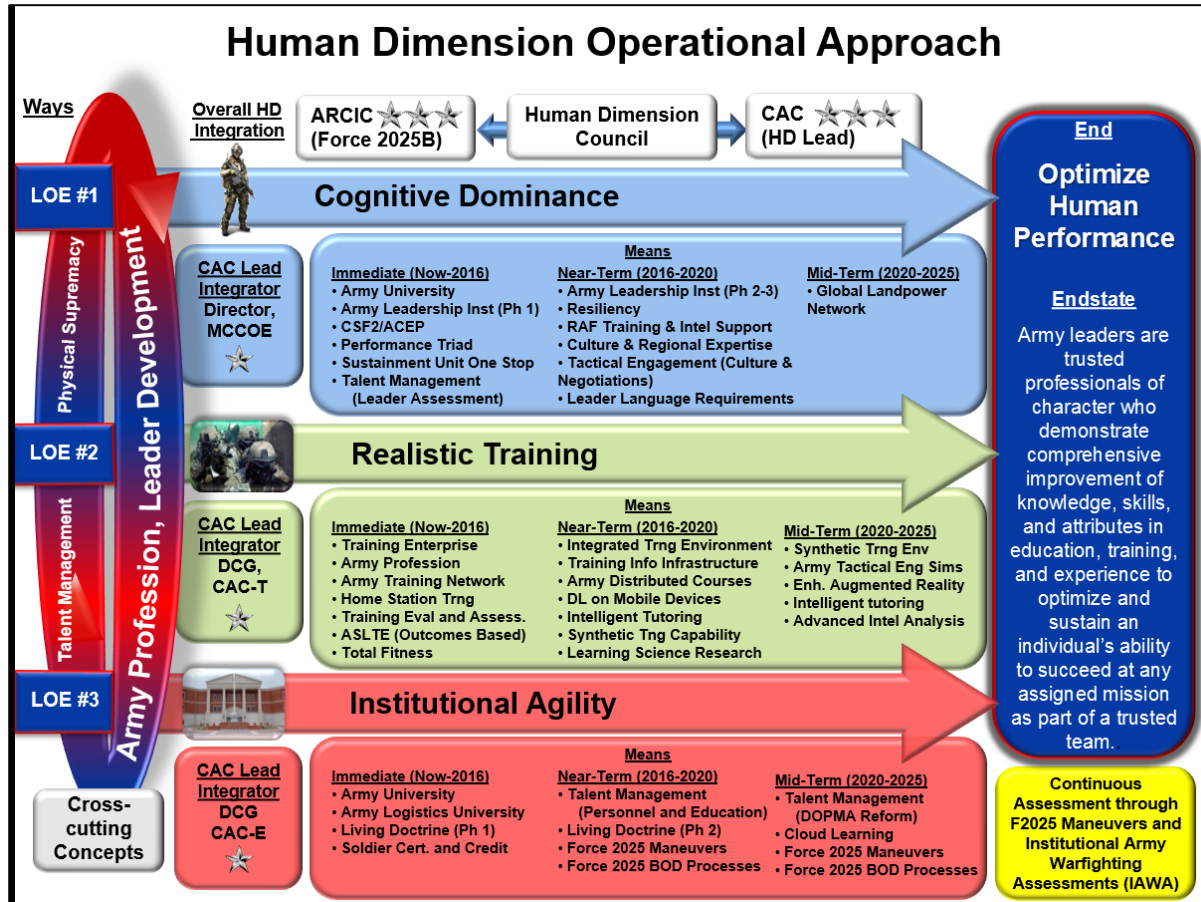 Human Dimension Operational Approach
Ways
Overall HD
Integration
ARCIC
(Force 2025B)
Human Dimension
Council
CAC
(HD Lead)
LOE #1
Cognitive Dominance
CAC Lead
Integrator
Director,
MCCOE
Means
Immediate (Now-2016)
• Army University
• Army Leadership Inst (Ph 1)
• CSF2/ACEP
• Performance Triad
• Sustainment Unit One Stop
• Talent Management
(Leader Assessment)
Near-Term (2016-2020)
• Army Leadership Inst (Ph 2-3)
• Resiliency
• RAF Training & Intel Support
• Culture & Regional Expertise
• Tactical Engagement (Culture &
Negotiations)
• Leader Language Requirements
Mid-Term (2020-2025)
• Global Landpower
Network
Physical Supremacy
Army Profession, Leader Development
LOE #2
Realistic Training
CAC Lead
Integrator
DCG,
CAC-T
Means
Immediate (Now-2016)
• Training Enterprise
• Army Profession
• Army Training Network
• Home Station Trng
• Training Eval and Assess.
• ASLTE (Outcomes Based)
• Total Fitness
Near-Term (2016-2020)
• Integrated Trng Environment
• Training Info Infrastructure
• Army Distributed Courses
• DL on Mobile Devices
• Intelligent Tutoring
• Synthetic Tng Capability
• Learning Science Research
Mid-Term (2020-2025)
• Synthetic Trng Env
• Army Tactical Eng Sims
• Enh. Augmented Reality
• Intelligent tutoring
• Advanced Intel Analysis
Talent Management
LOE #3
Institutional Agility
CAC Lead
Integrator
DCG
CAC-E
Means
Immediate (Now-2016)
• Army University
• Army Logistics University
• Living Doctrine (Ph 1)
• Soldier Cert. and Credit
Near-Term (2016-2020)
• Talent Management
(Personnel and Education)
• Living Doctrine (Ph 2)
• Force 2025 Maneuvers
• Force 2025 BOD Processes
Mid-Term (2020-2025)
• Talent Management
(DOPMA Reform)
• Cloud Learning
• Force 2025 Maneuvers
• Force 2025 BOD Processes
Cross-
cutting
Concepts
End
Optimize
Human
Performance
Endstate
Army leaders are
trusted
professionals of
character who
demonstrate
comprehensive
improvement of
knowledge, skills,
and attributes in
education, training,
and experience to
optimize and
sustain an
individual's ability
to succeed at any
assigned mission
as part of a trusted
team.
Continuous
Assessment through
F2025 Maneuvers and
Institutional Army
Warfighting
Assessments (IAWA)